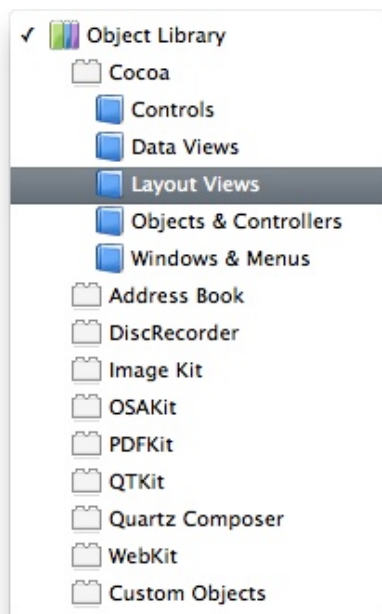 ✓ Object Library
Cocoa
Controls
Data Views
Layout Views
Objects & Controllers
Windows & Menus
Address Book
DiscRecorder
Image Kit
OSAKit
PDFKit
QTKit
Quartz Composer
WebKit
Custom Objects